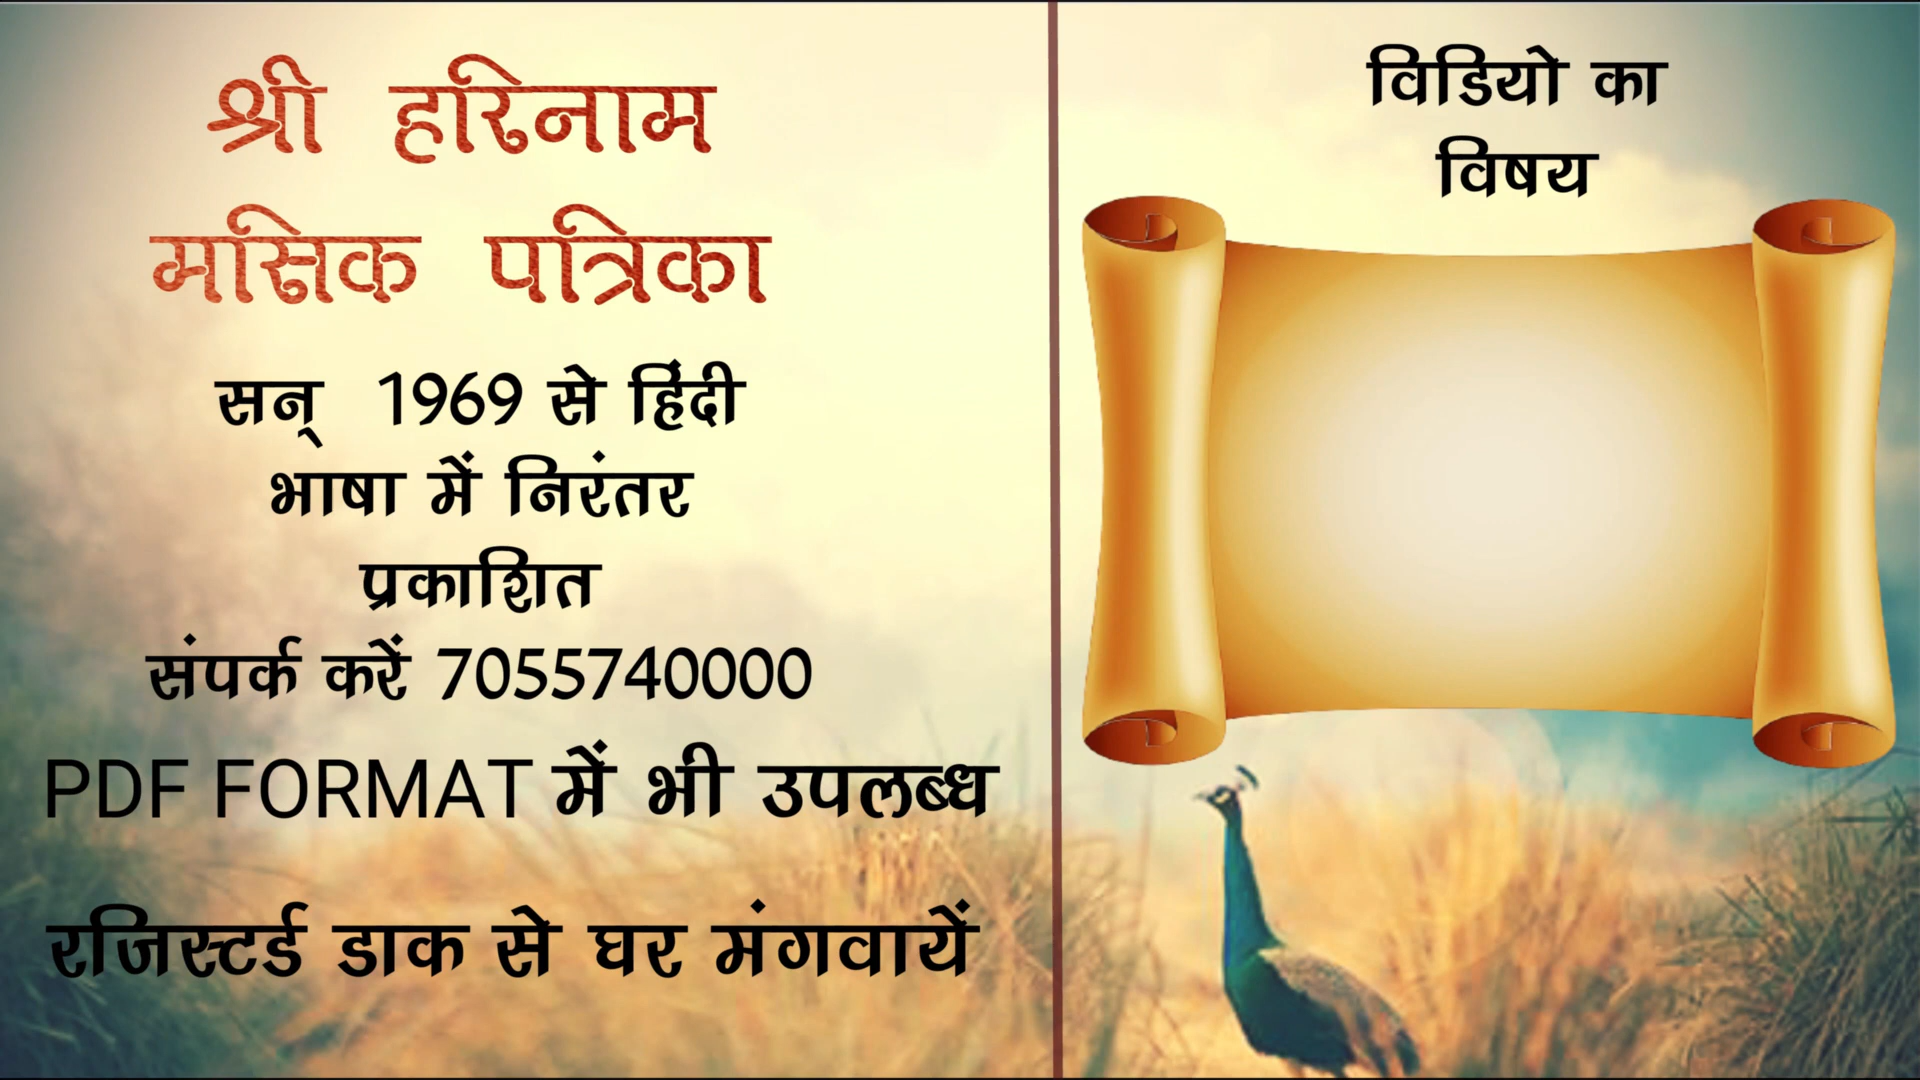 श्री हरिनाम
मासिक पत्रिका
सन् 1969 से हिंदी
भाषा में निरंतर
प्रकाशित
संपर्क करें 7055740000
PDF FORMAT में भी उपलब्ध
रजिस्टर्ड डाक से घर मंगवायें
विडियो का
विषय